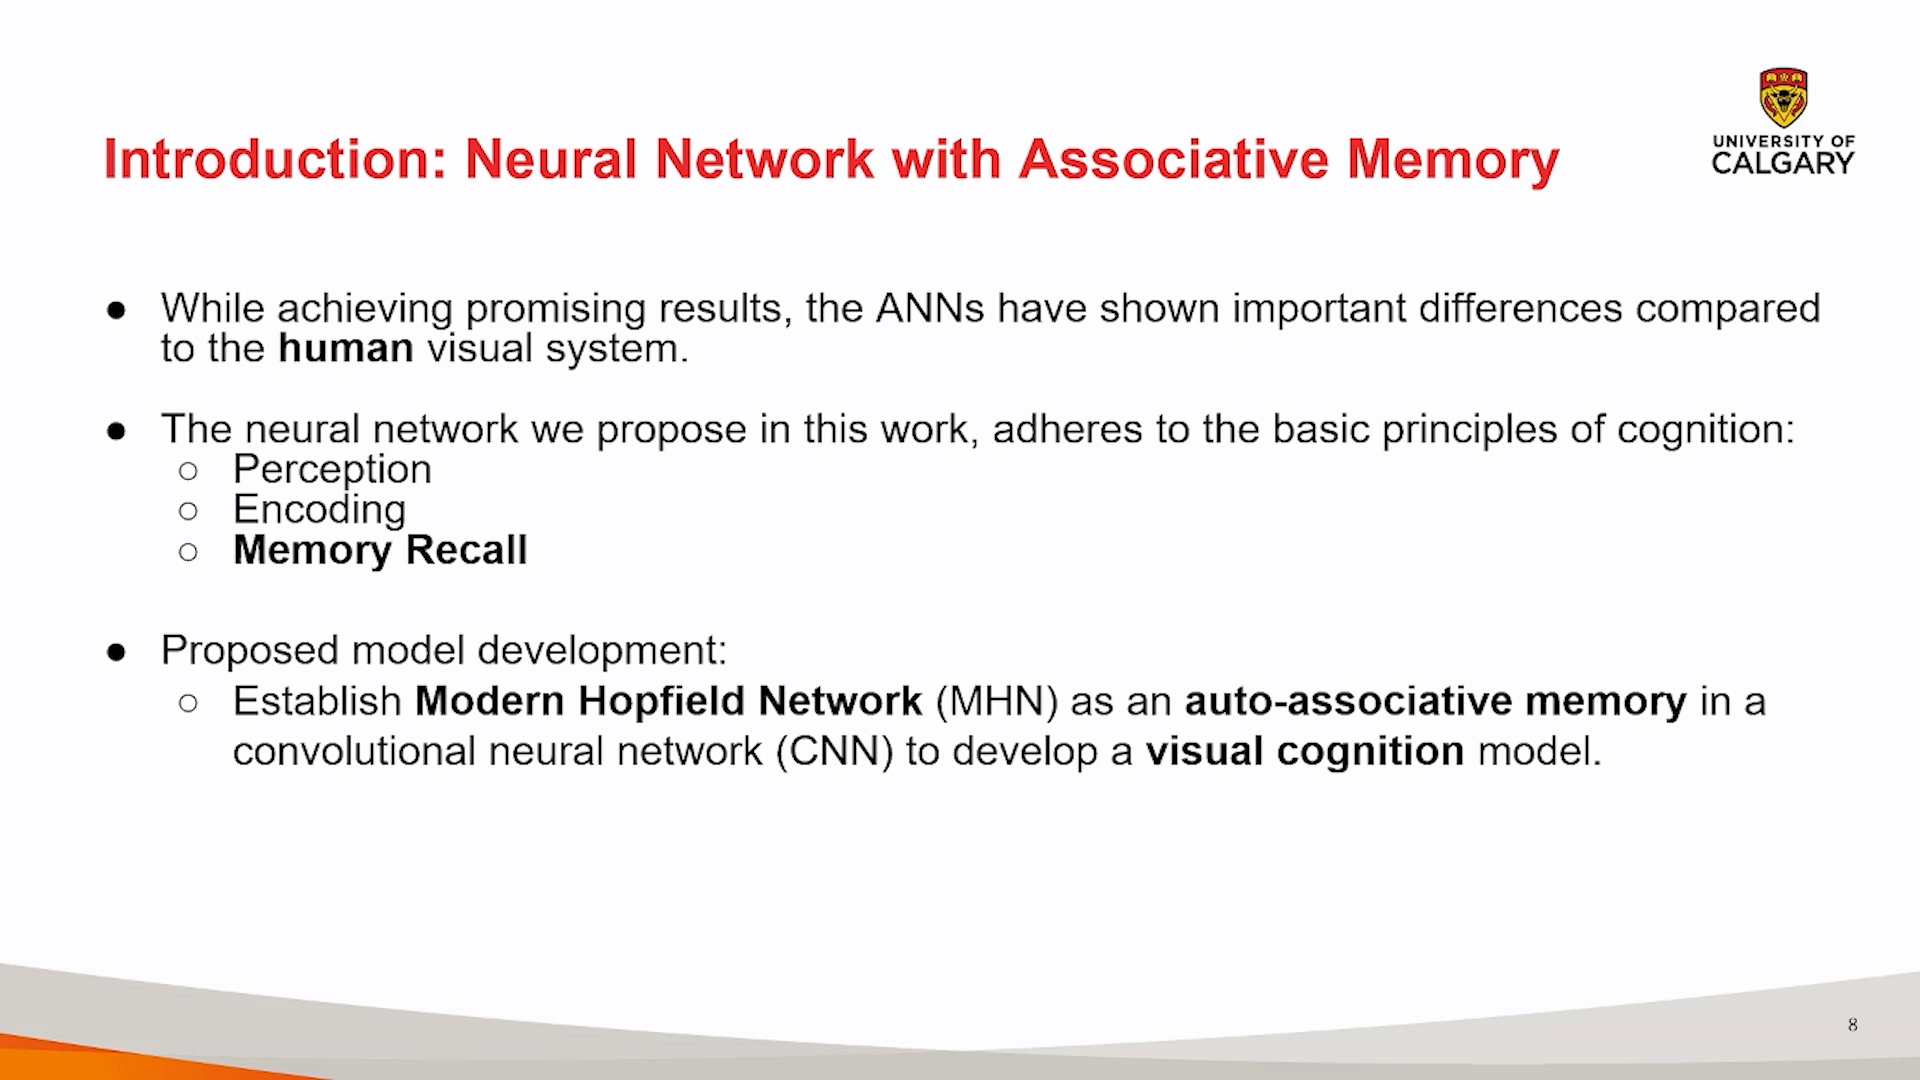 UNIVERSITY OF
CALGARY
Introduction: Neural Network with Associative Memory
● While achieving promising results, the ANNs have shown important differences compared
to the human visual system.
● The neural network we propose in this work, adheres to the basic principles of cognition:
○ Perception
○ Encoding
○ Memory Recall
● Proposed model development:
○ Establish Modern Hopfield Network (MHN) as an auto-associative memory in a
convolutional neural network (CNN) to develop a visual cognition model.
8